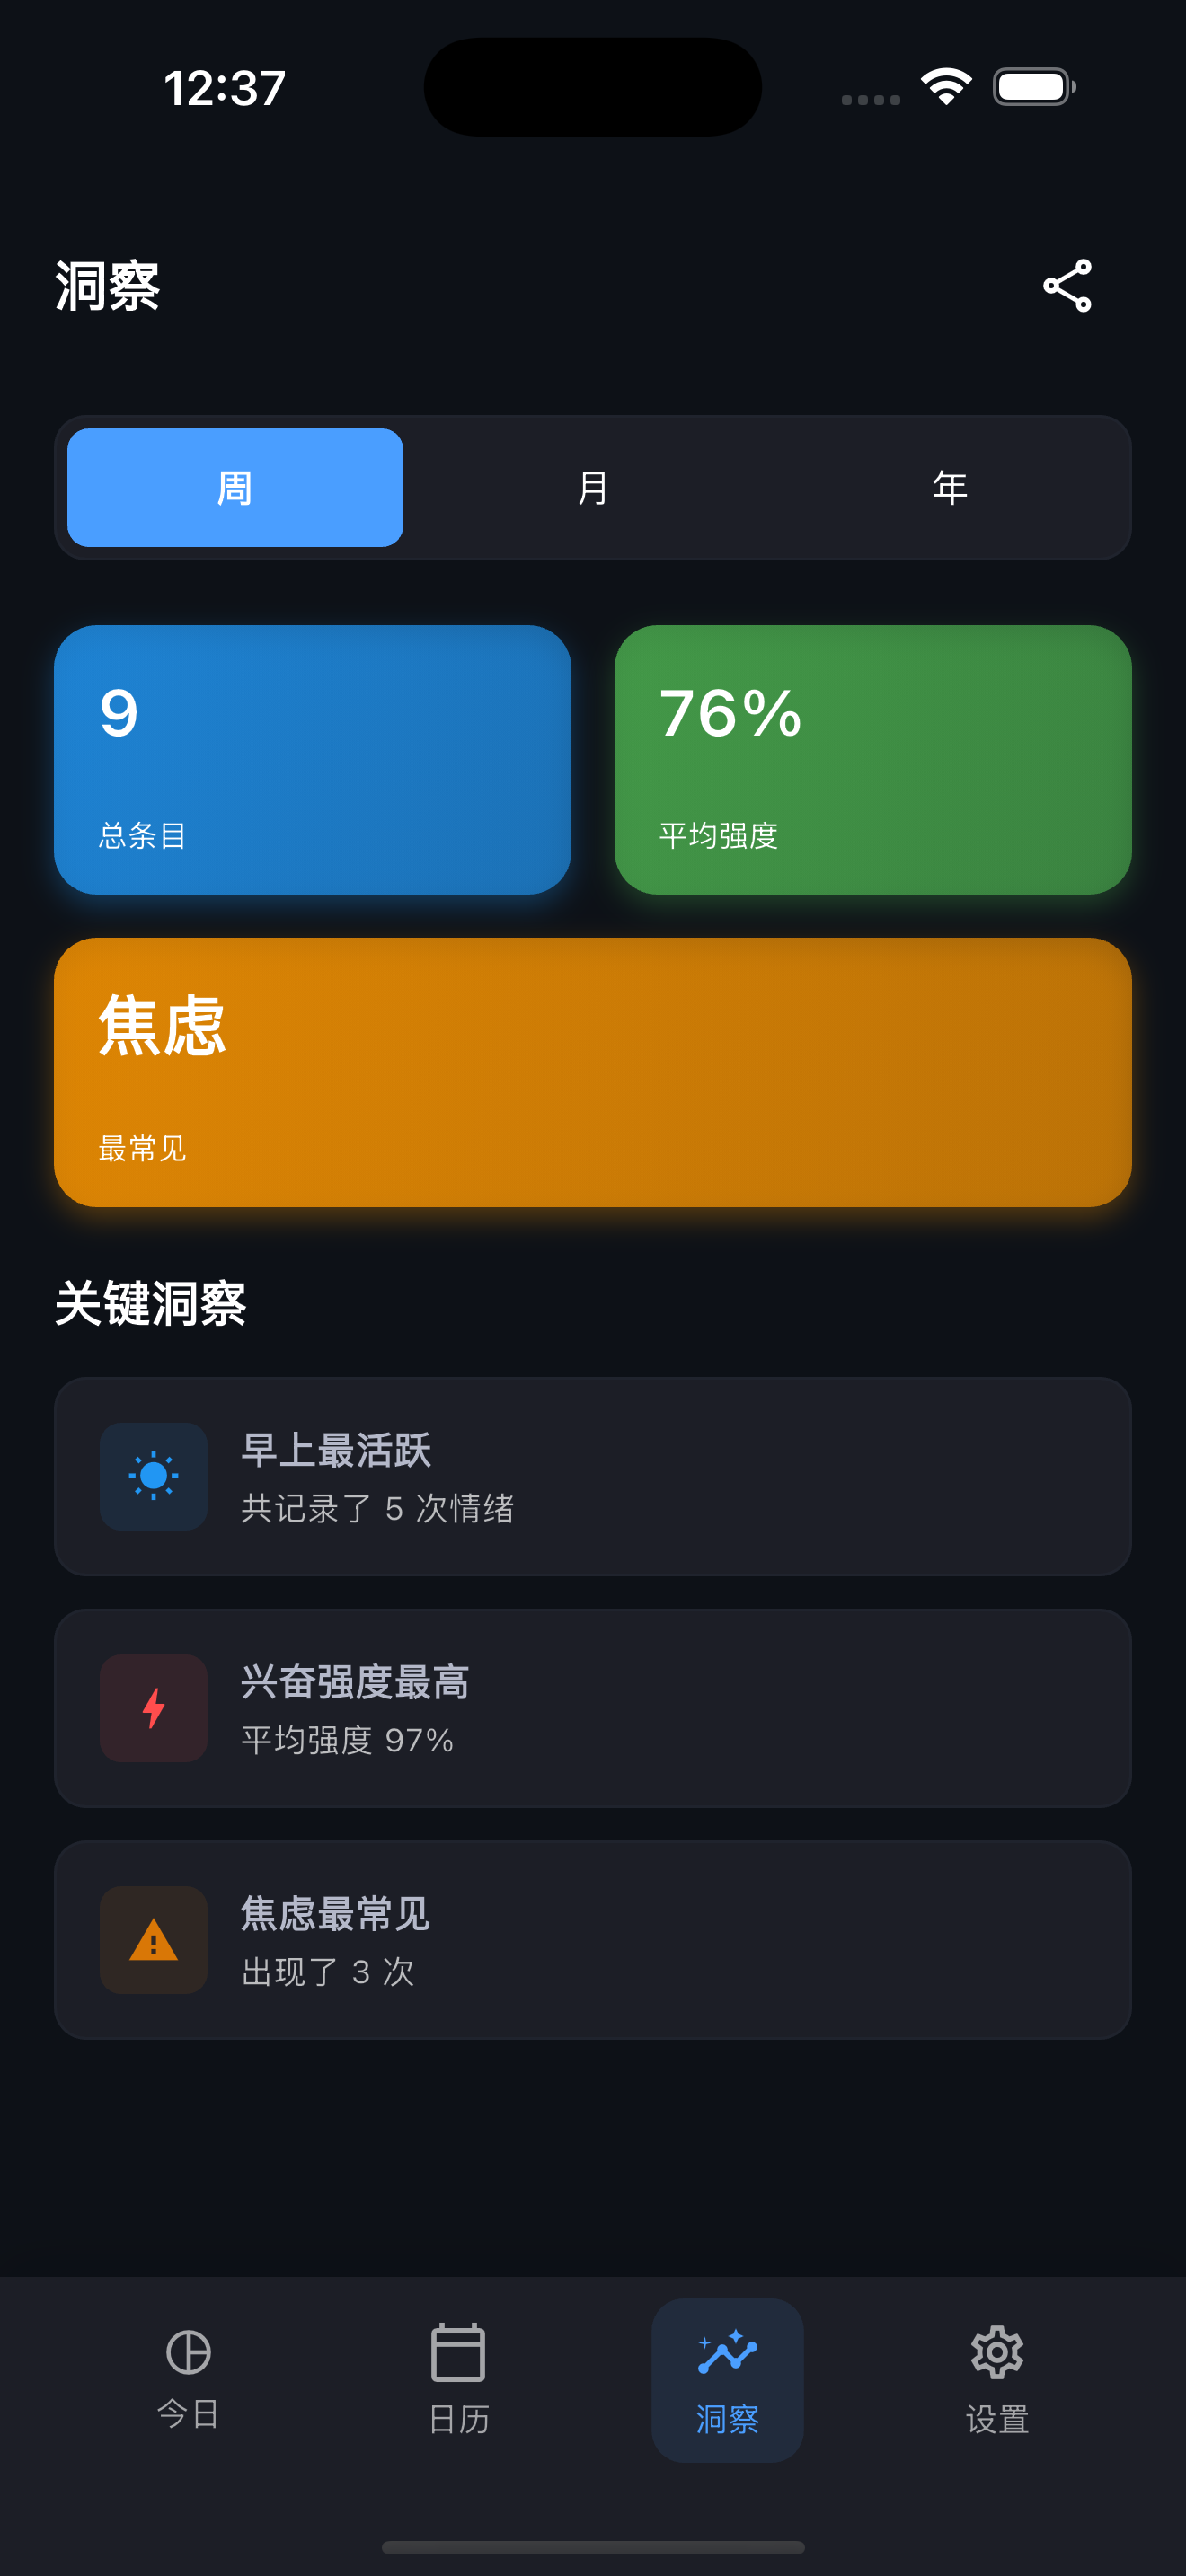 12:37
洞察
周
月
年
9
总条目
76%
平均强度
焦虑
最常见
关键洞察
早上最活跃
共记录了 5 次情绪
兴奋强度最高
平均强度 97%
焦虑最常见
出现了 3 次
今日
日历
洞察
设置